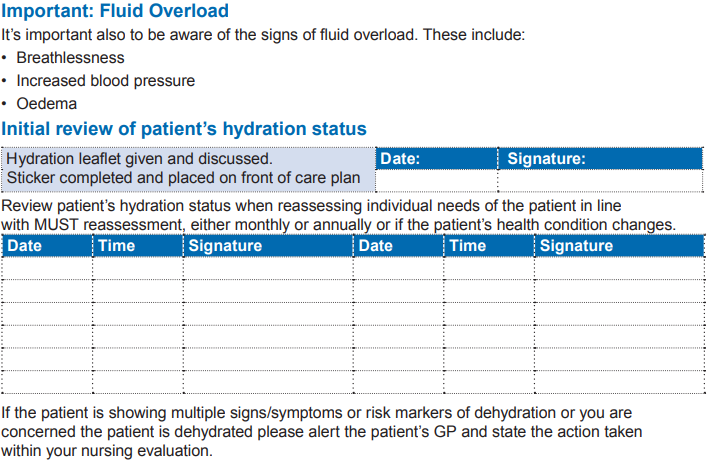 Important: Fluid Overload
It's important also to be aware of the signs of fluid overload. These include:
• Breathlessness
• Increased blood pressure
• Oedema
Initial review of patient's hydration status
Hydration leaflet given and discussed. Date: Signature:
Sticker completed and placed on front of care plan
Review patient's hydration status when reassessing individual needs of the patient in line
with MUST reassessment, either monthly or annually or if the patient's health condition changes.
Date Time Signature Date Time Signature
If the patient is showing multiple signs/symptoms or risk markers of dehydration or you are
concerned the patient is dehydrated please alert the patient's GP and state the action taken
within your nursing evaluation.